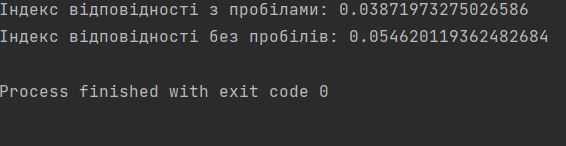 Індекс відповідності з пробілами: 0.03871973275026586
Індекс відповідності без пробілів: 0.054620119362482684
Process finished with exit code 0